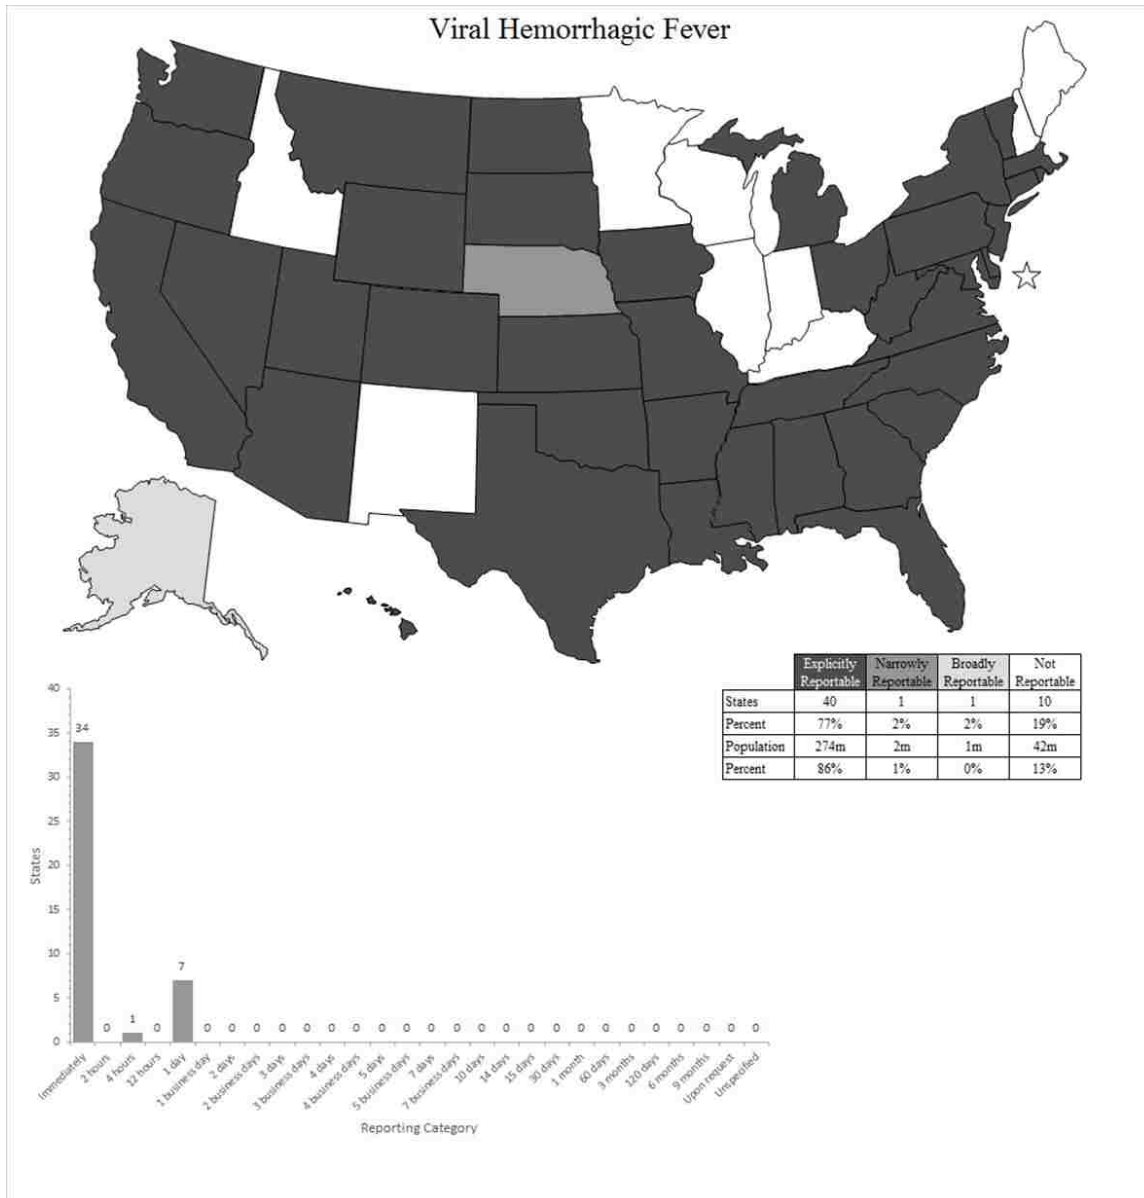 Viral Hemorrhagic Fever
Explicitly Reportable Narrowly Reportable Broadly Reportable Not Reportable
States 40 1 1 10
Percent 77% 2% 2% 19%
Population 274m 2m 1m 42m
Percent 86% 1% 0% 13%
40
35
30
25
20
15
10
5
0
States
34 0 1 0 7 0 0 0 0 0 0 0 0 0 0 0 0 0 0 0 0 0 0 0 0 0 0 0
Immediately
2 hours
4 hours
12 hours
1 day
1 business day
2 days
2 business days
3 days
3 business days
4 days
4 business days
5 days
5 business days
7 days
7 business days
10 days
14 days
15 days
30 days
1 month
60 days
3 months
120 days
6 months
9 months
Upon request
Unspecified
Reporting Category